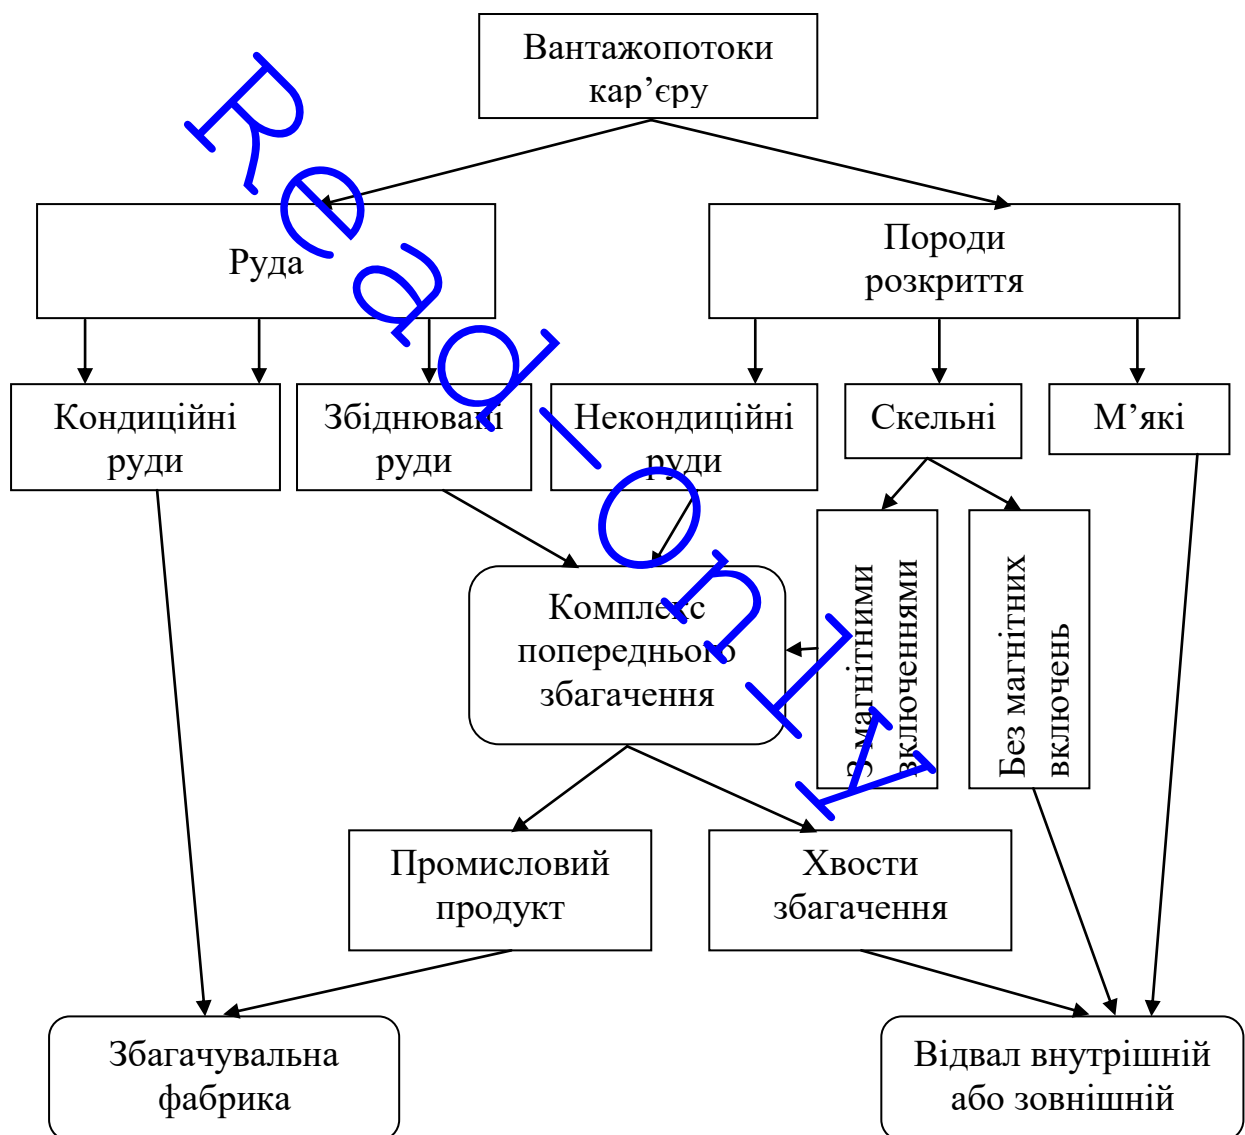 Вантажопотоки
кар’єру
Руда
Породи
розкриття
Кондиційні
руди
Збіднювані
руди
Некондиційні
руди
Скельні
М’які
Комплекс
попереднього
збагачення
З магнітними
включеннями
Без магнітних
включень
Промисловий
продукт
Хвости
збагачення
Збагачувальна
фабрика
Відвал внутрішній
або зовнішній
Read-Only